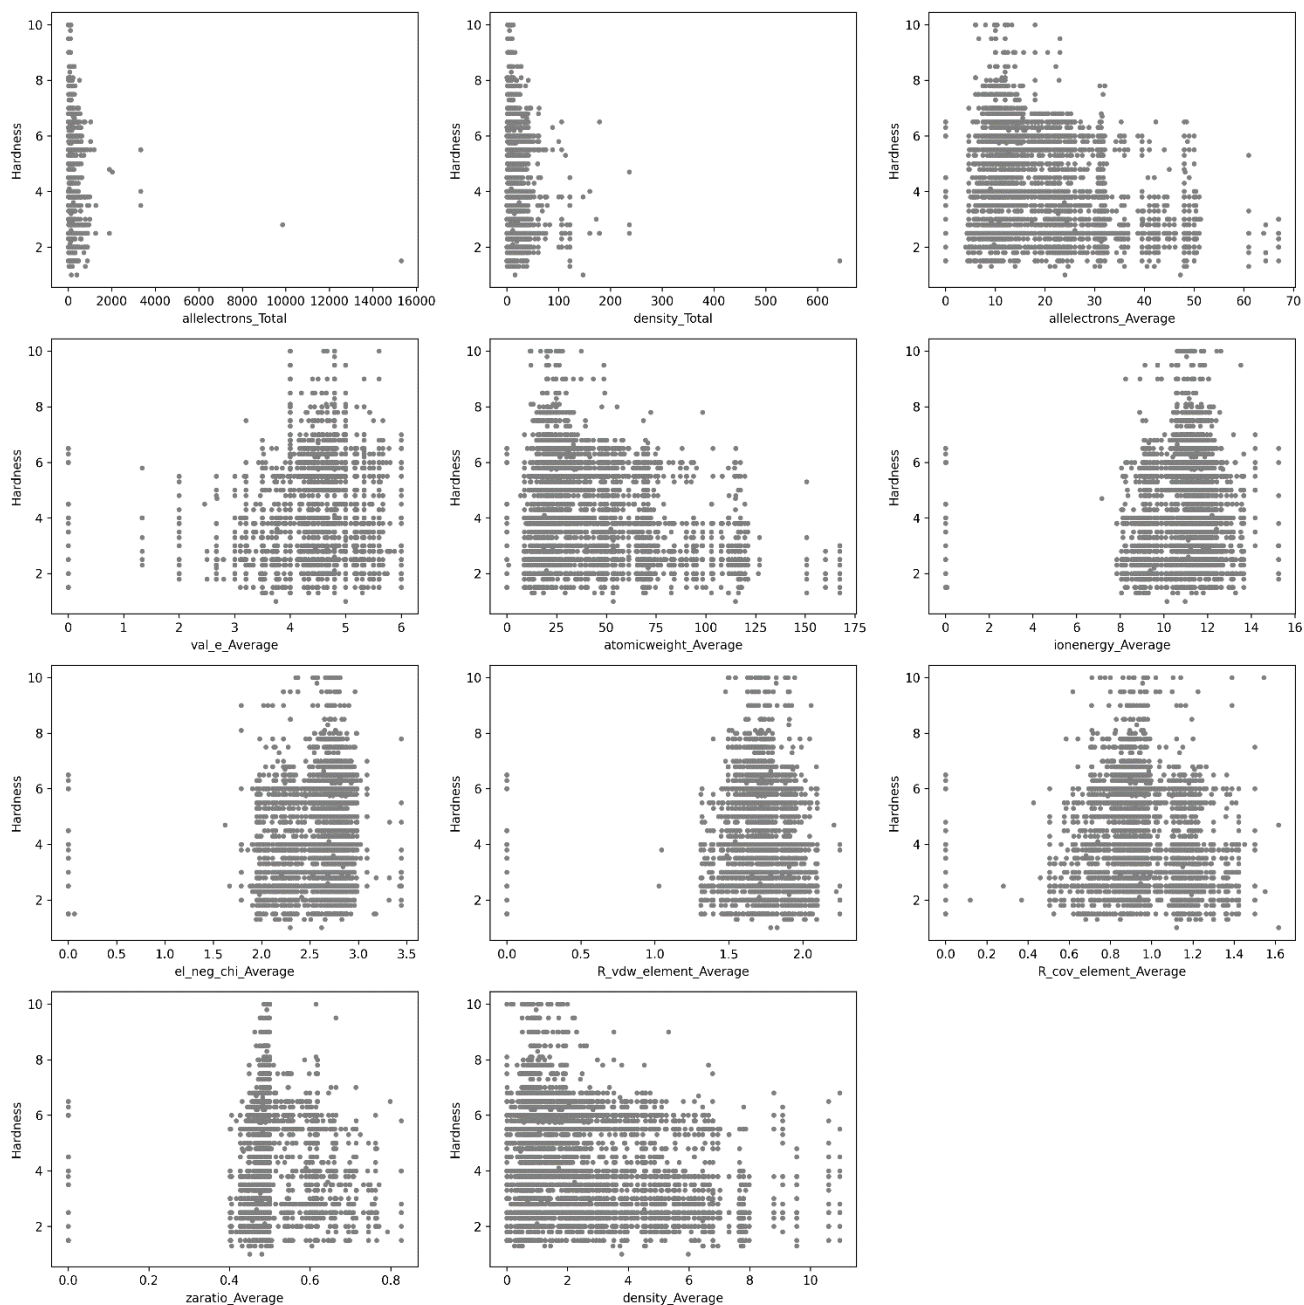 10
8
6
4
2
Hardness
0 2000 4000 6000 8000 10000 12000 14000 16000
allelectrons_Total
10
8
6
4
2
Hardness
0 100 200 300 400 500 600
density_Total
10
8
6
4
2
Hardness
0 10 20 30 40 50 60 70
allelectrons_Average
10
8
6
4
2
Hardness
0 1 2 3 4 5 6
val_e_Average
10
8
6
4
2
Hardness
0 25 50 75 100 125 150 175
atomicweight_Average
10
8
6
4
2
Hardness
0 2 4 6 8 10 12 14 16
ionenergy_Average
10
8
6
4
2
Hardness
0.0 0.5 1.0 1.5 2.0 2.5 3.0 3.5
el_neg_chi_Average
10
8
6
4
2
Hardness
0.0 0.5 1.0 1.5 2.0
R_vdw_element_Average
10
8
6
4
2
Hardness
0.0 0.2 0.4 0.6 0.8 1.0 1.2 1.4 1.6
R_cov_element_Average
10
8
6
4
2
Hardness
0.0 0.2 0.4 0.6 0.8
zaratio_Average
10
8
6
4
2
Hardness
0 2 4 6 8 10
density_Average